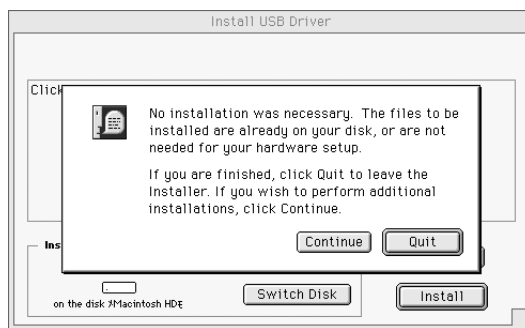 Install USB Driver
Click
No installation was necessary. The files to be
installed are already on your disk, or are not
needed for your hardware setup.
If you are finished, click Quit to leave the
Installer. If you wish to perform additional
installations, click Continue.
Continue
Quit
Ins
on the disk
Macintosh HD
Switch Disk
Install